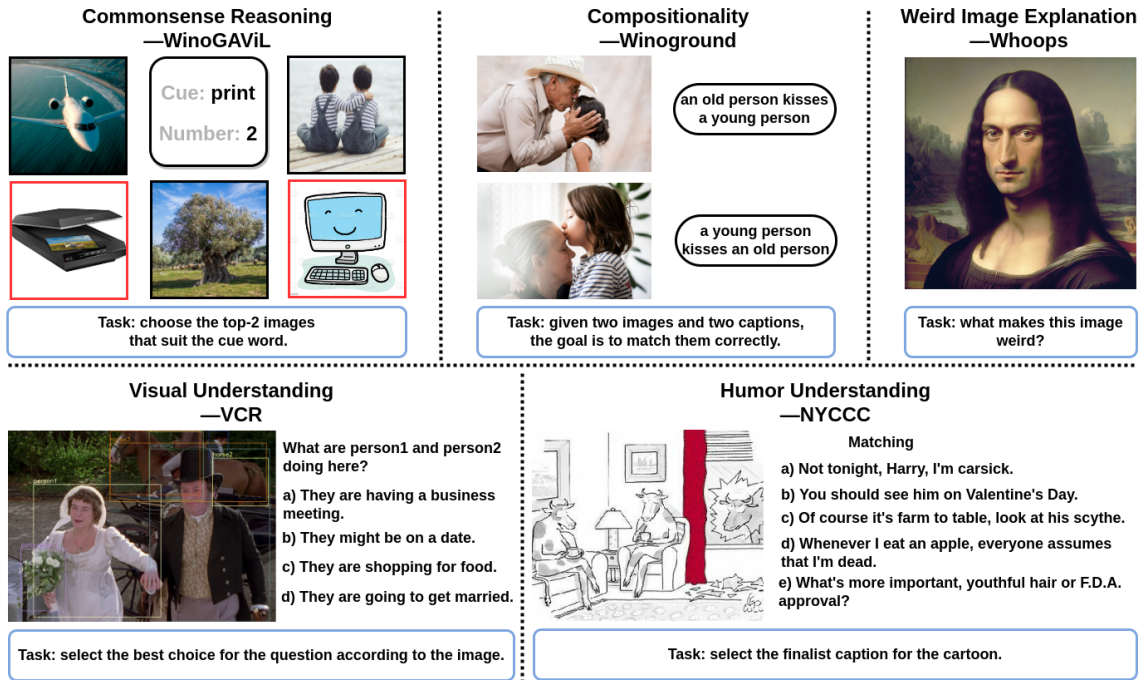 Commonsense Reasoning
—WinoGAViL
Cue: print
Number: 2
Task: choose the top-2 images
that suit the cue word.
Compositionality
—Winoground
an old person kisses
a young person
a young person
kisses an old person
Task: given two images and two captions,
the goal is to match them correctly.
Weird Image Explanation
—Whoops
Task: what makes this image
weird?
Visual Understanding
—VCR
person1
horse2
What are person1 and person2
doing here?
a) They are having a business
meeting.
b) They might be on a date.
c) They are shopping for food.
d) They are going to get married.
Task: select the best choice for the question according to the image.
Humor Understanding
—NYCCC
Matching
a) Not tonight, Harry, I'm carsick.
b) You should see him on Valentine's Day.
c) Of course it's farm to table, look at his scythe.
d) Whenever I eat an apple, everyone assumes
that I'm dead.
e) What's more important, youthful hair or F.D.A.
approval?
Task: select the finalist caption for the cartoon.